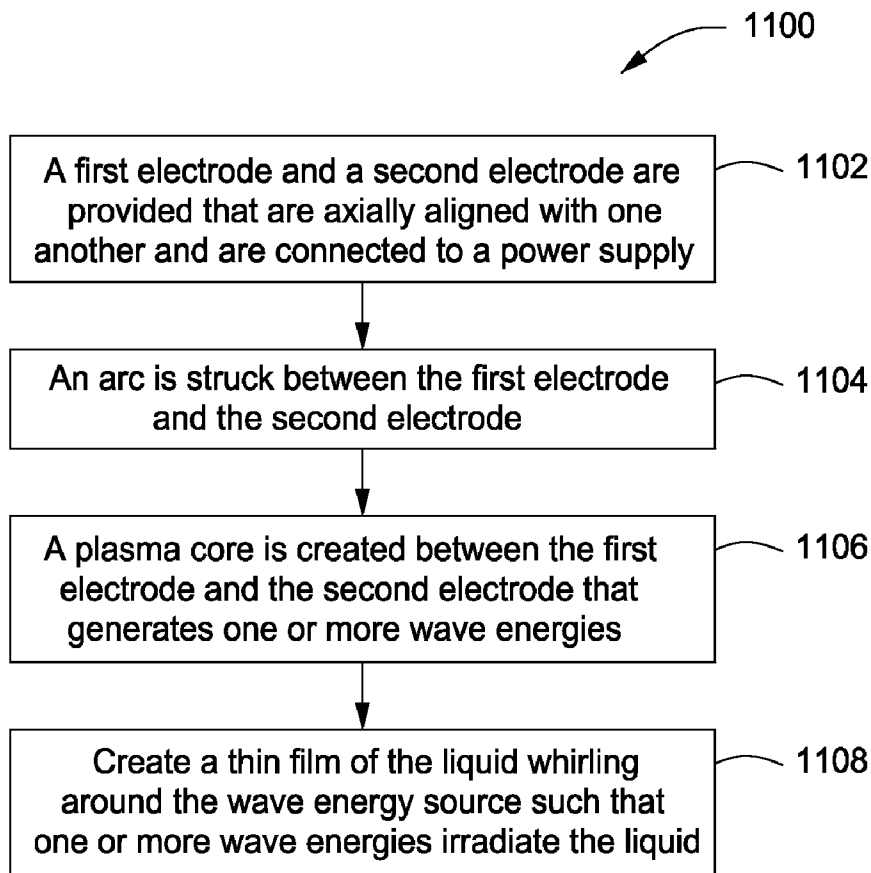 1100
A first electrode and a second electrode are
provided that are axially aligned with one
another and are connected to a power supply
1102
An arc is struck between the first electrode
and the second electrode
1104
A plasma core is created between the first
electrode and the second electrode that
generates one or more wave energies
1106
Create a thin film of the liquid whirling
around the wave energy source such that
one or more wave energies irradiate the liquid
1108